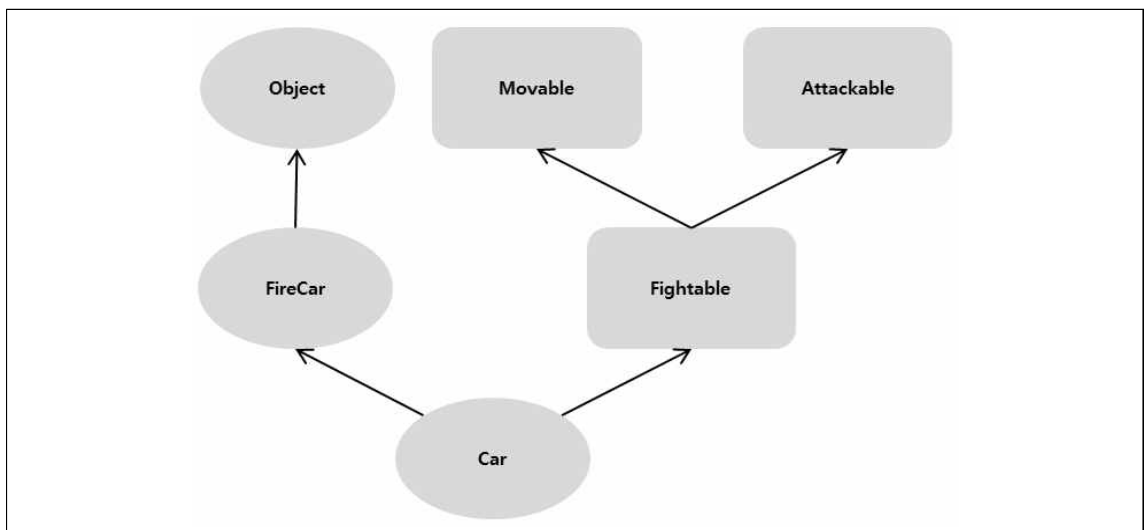 Object
Movable
Attackable
FireCar
Fightable
Car